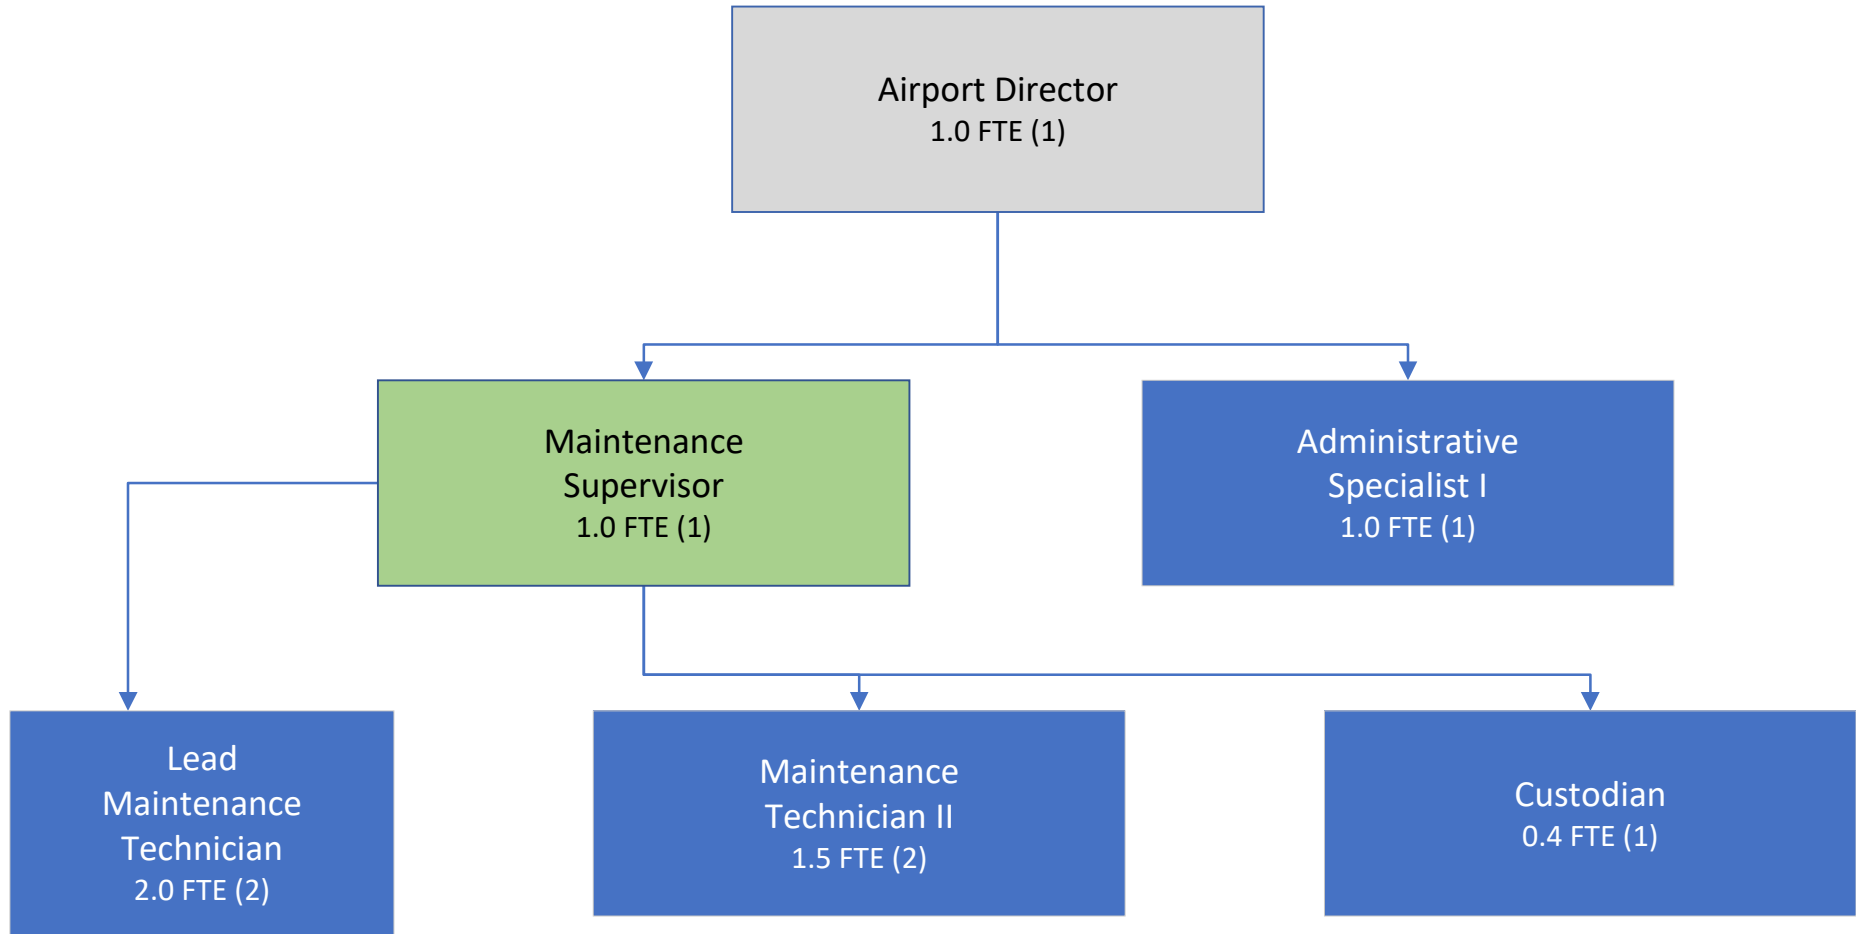 Airport Director
1.0 FTE (1)
Maintenance
Supervisor
1.0 FTE (1)
Administrative
Specialist I
1.0 FTE (1)
Lead
Maintenance
Technician
2.0 FTE (2)
Maintenance
Technician II
1.5 FTE (2)
Custodian
0.4 FTE (1)